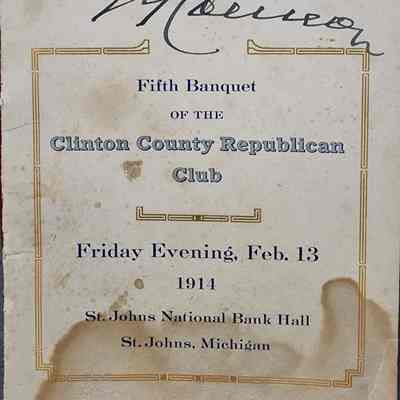 Fifth Banquet
OF THE
Clinton County Republican
Club
Friday Evening, Feb. 13
1914
St. Johns National Bank Hall
St. Johns, Michigan